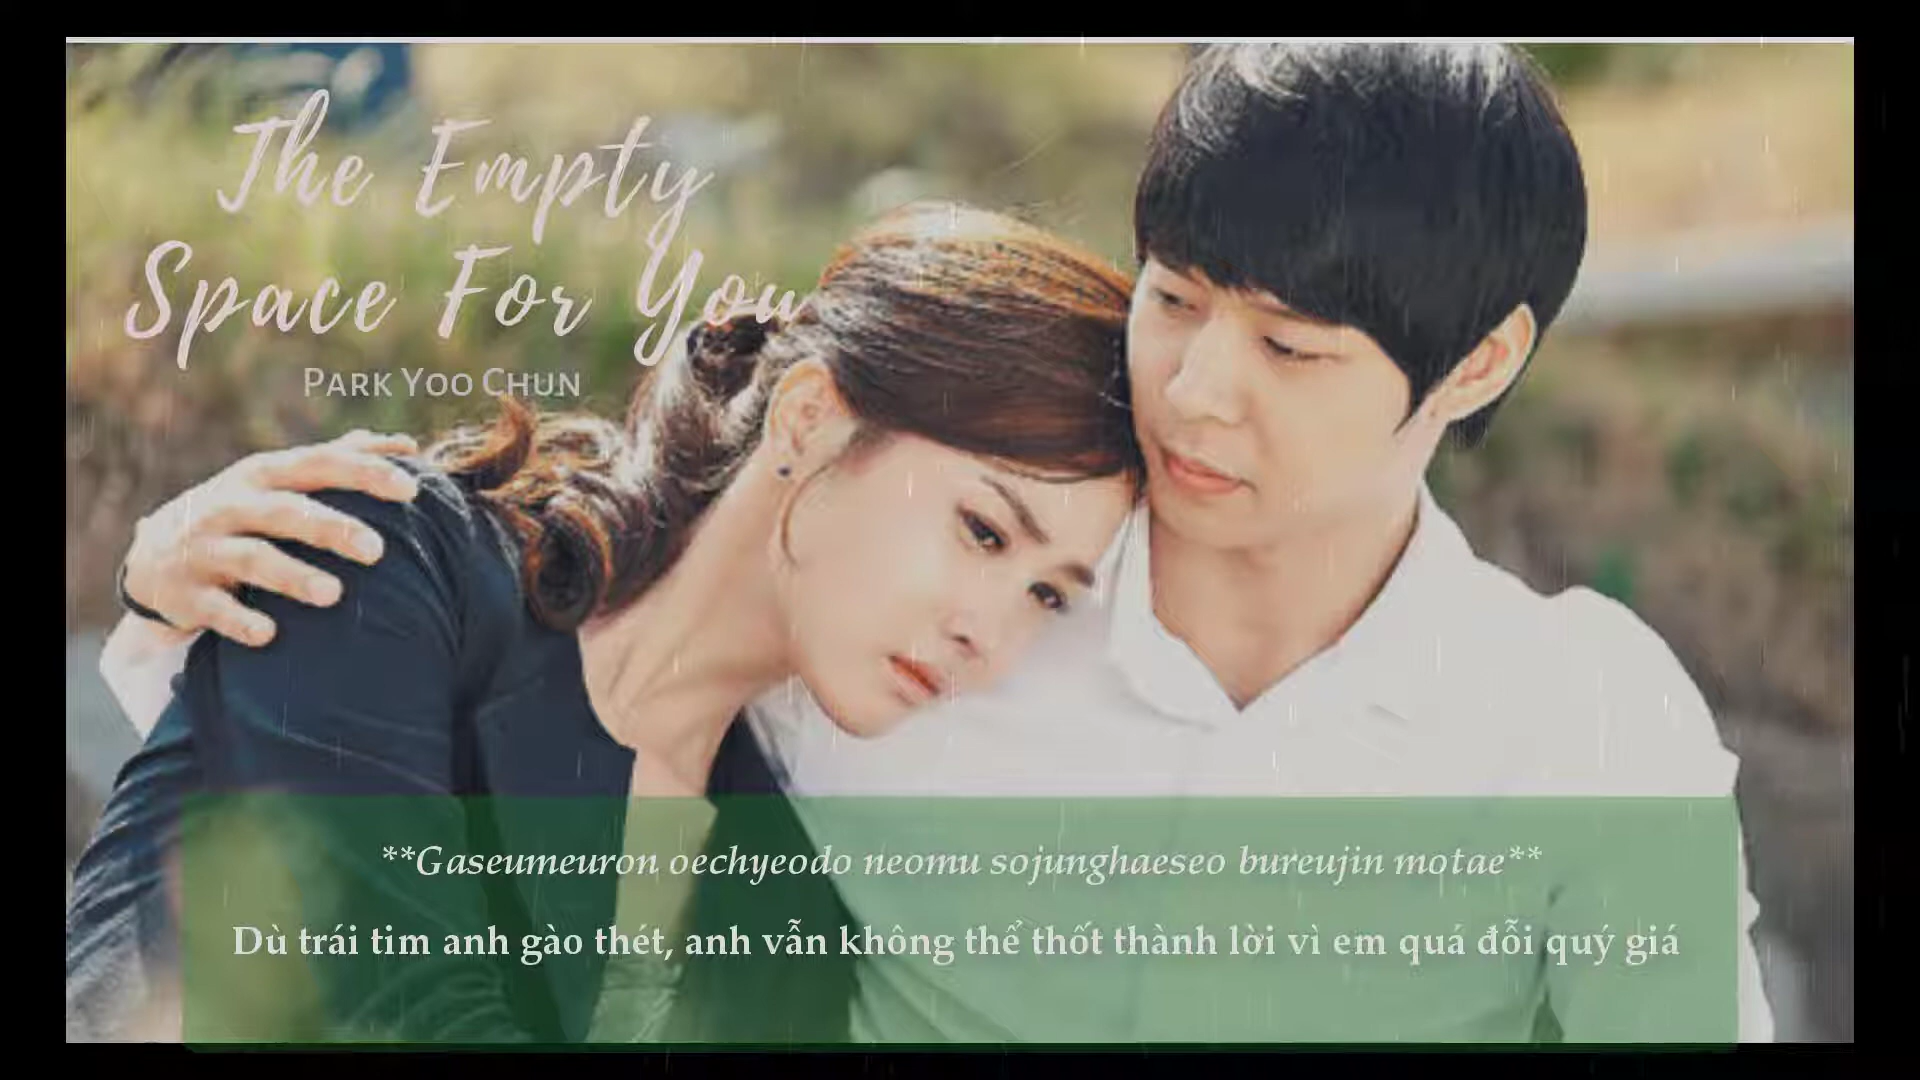 The Empty
Space For You
Park Yoo Chun
**Gaseumeuron oechyeodo neomu sojunghaeseo bureujin motae**
Dù trái tim anh gào thét, anh vẫn không thể thốt thành lời vì em quá đỗi quý giá